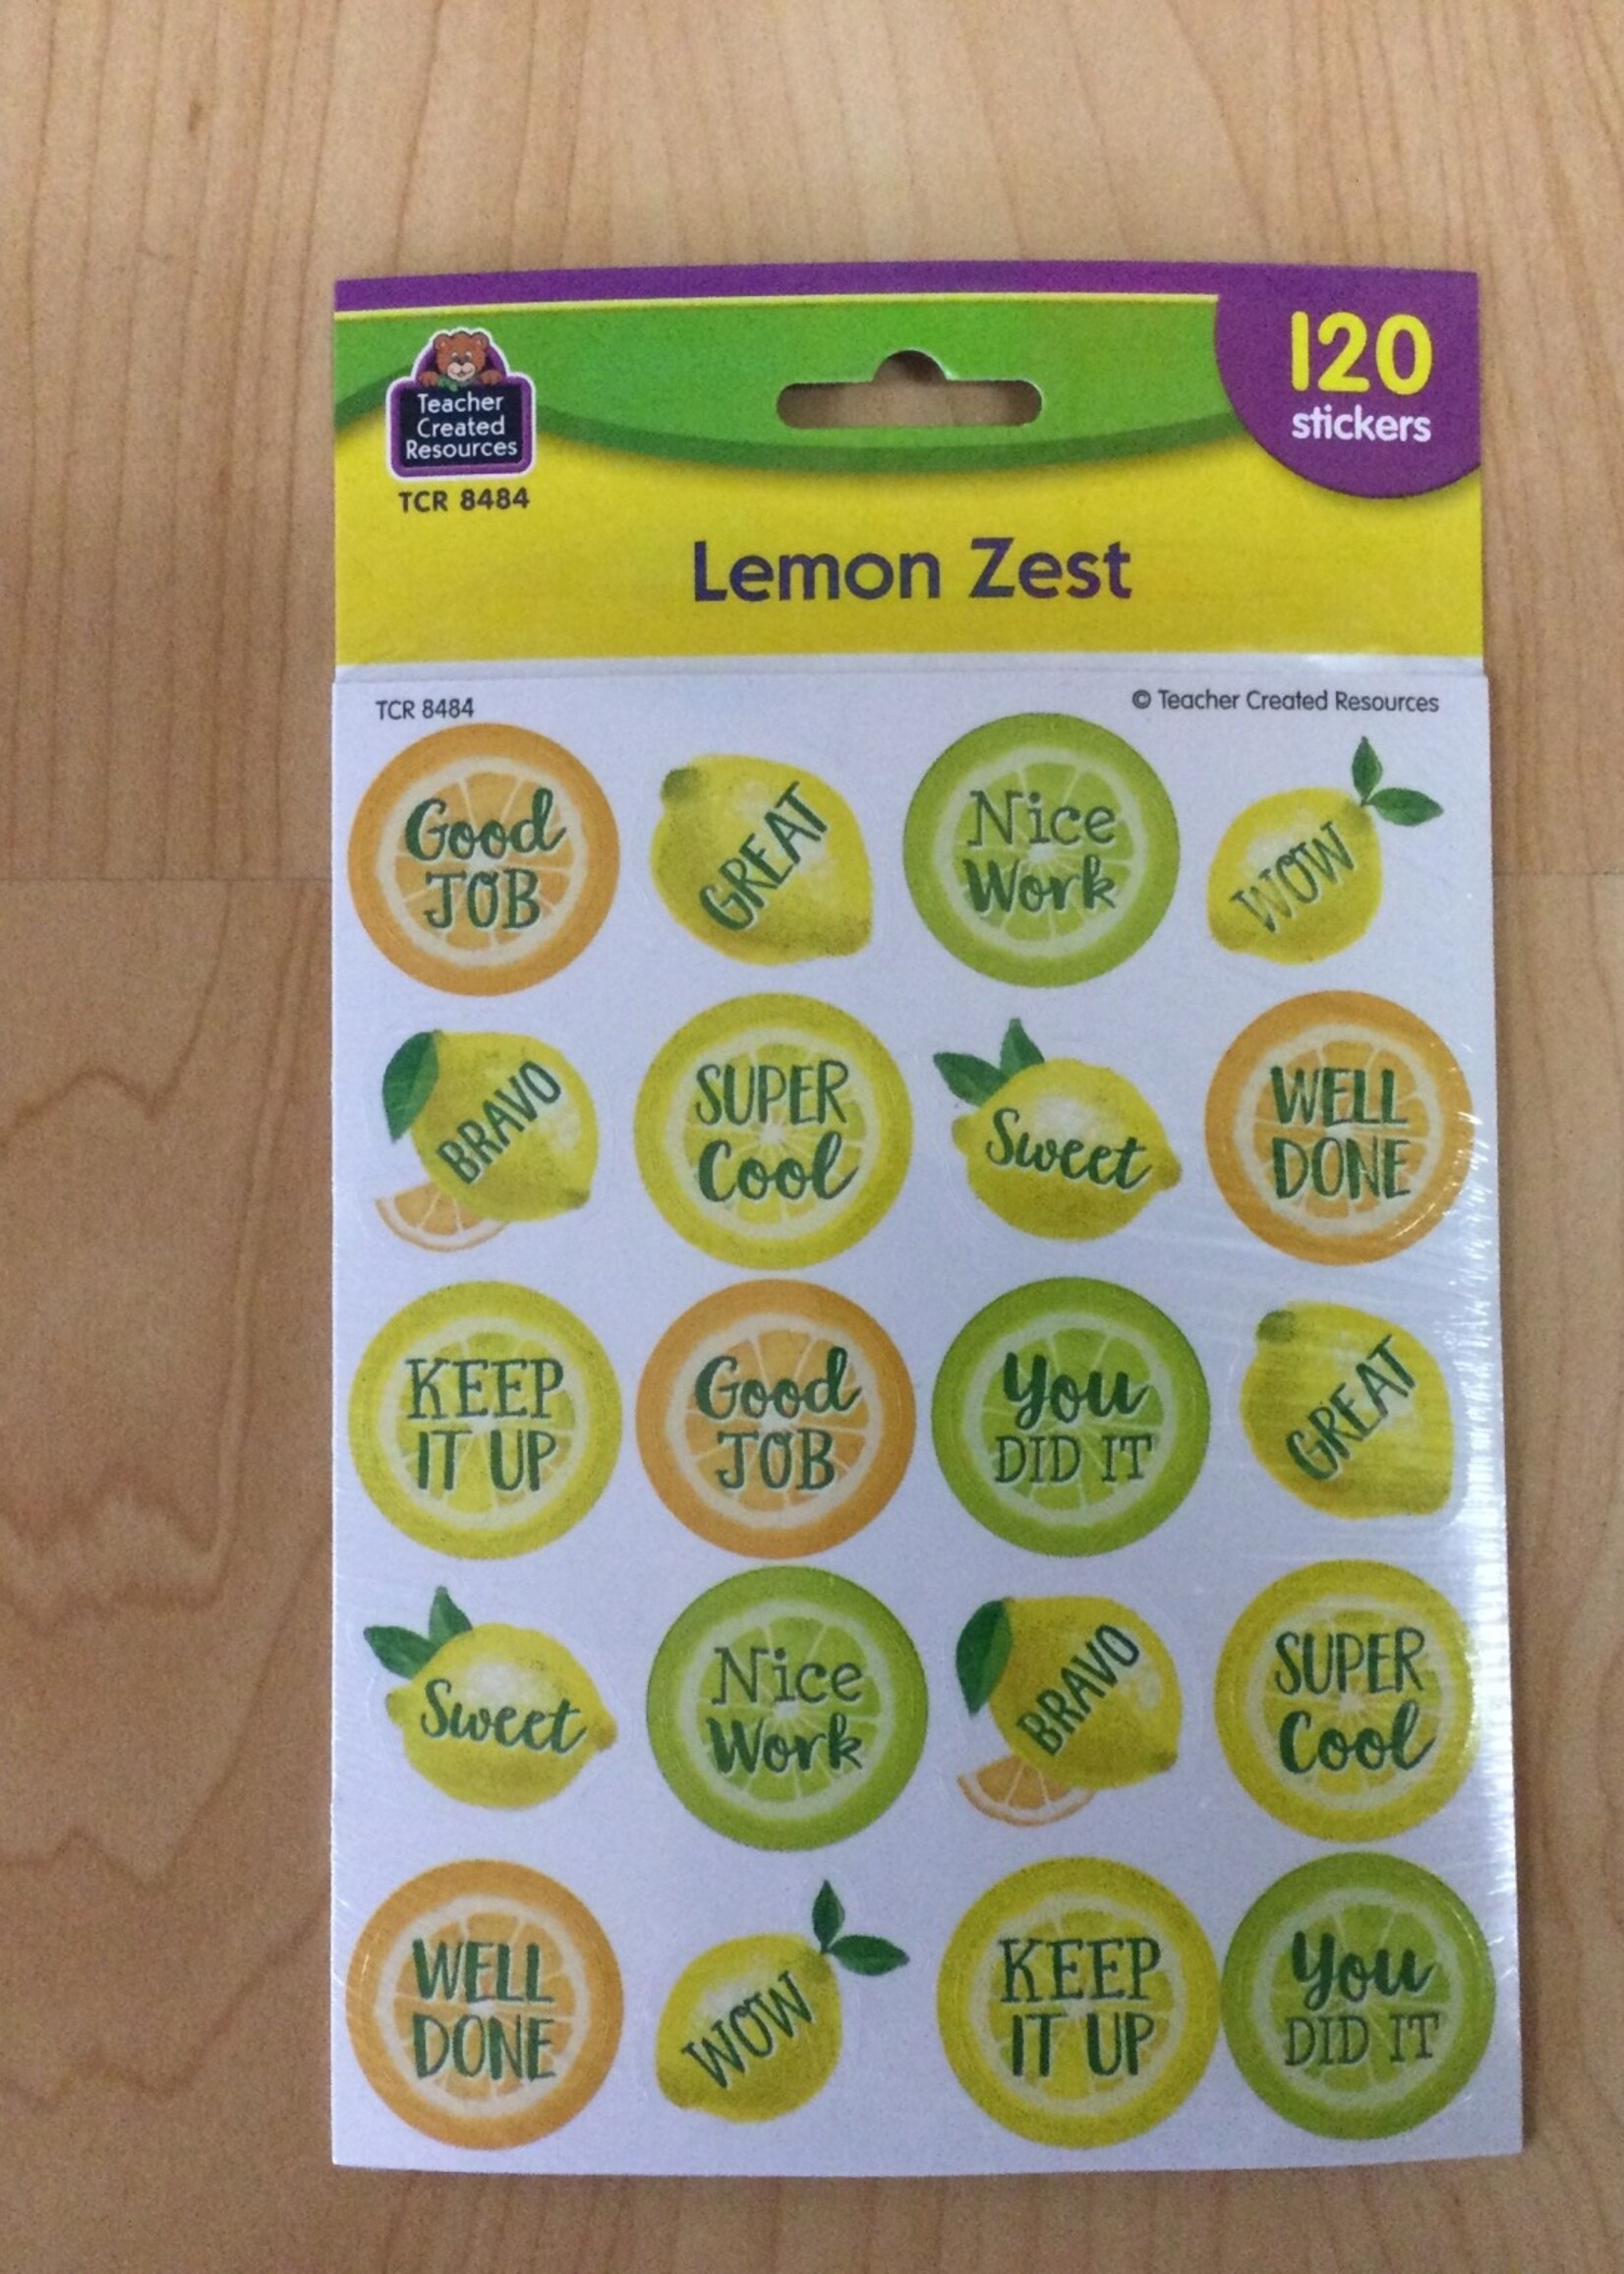 120
stickers
Teacher
Created
Resources
TCR 8484
Lemon Zest
TCR 8484
© Teacher Created Resources
Good
JOB
GREAT
Nice
Work
WOW
BRAVO
SUPER
Cool
Sweet
WELL
DONE
KEEP
IT UP
Good
JOB
You
DID IT
GREAT
Sweet
Nice
Work
BRAVO
SUPER
Cool
WELL
DONE
WOW
KEEP
IT UP
You
DID IT